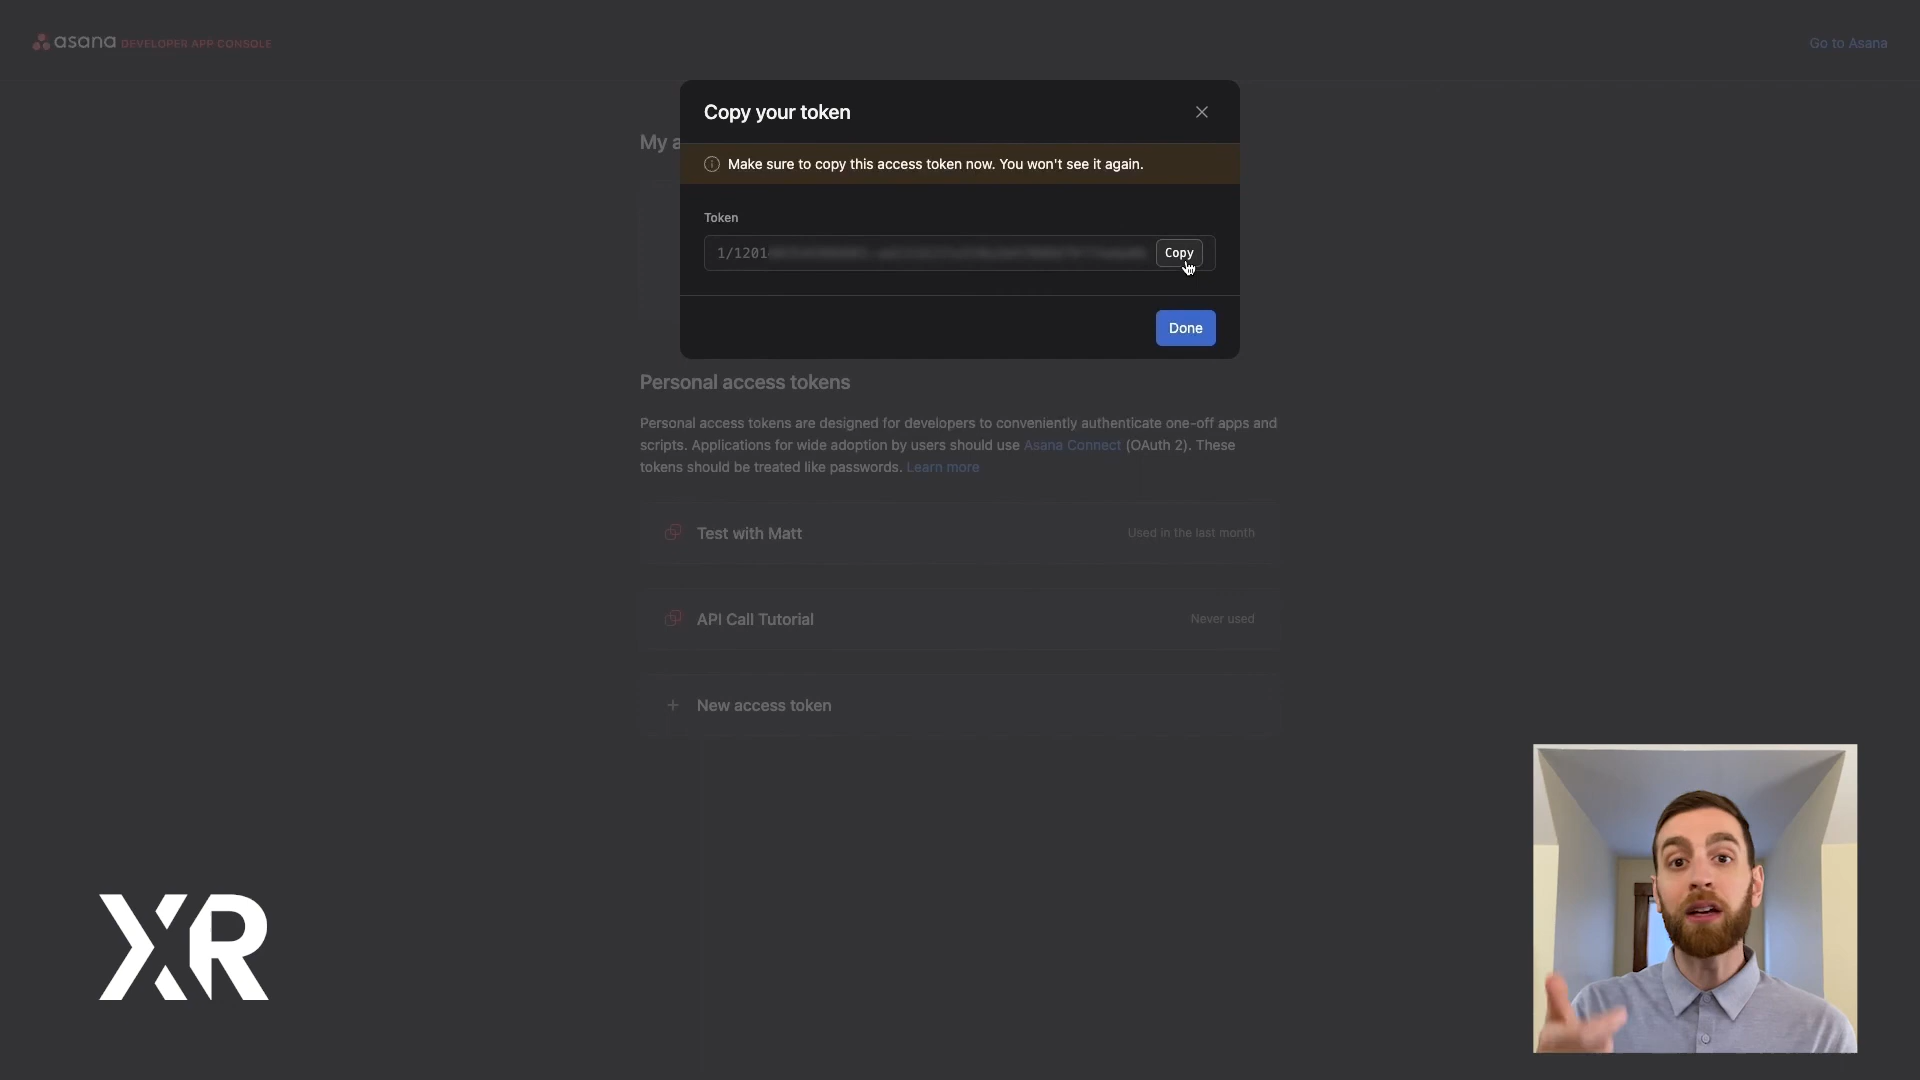 asana DEVELOPER APP CONSOLE
Go to Asana
Copy your token
My a
Make sure to copy this access token now. You won't see it again.
Token
1/1201
Copy
Done
Personal access tokens
Personal access tokens are designed for developers to conveniently authenticate one-off apps and
scripts. Applications for wide adoption by users should use Asana Connect (OAuth 2). These
tokens should be treated like passwords. Learn more
Test with Matt
Used in the last month
API Call Tutorial
Never used
+ New access token
XR